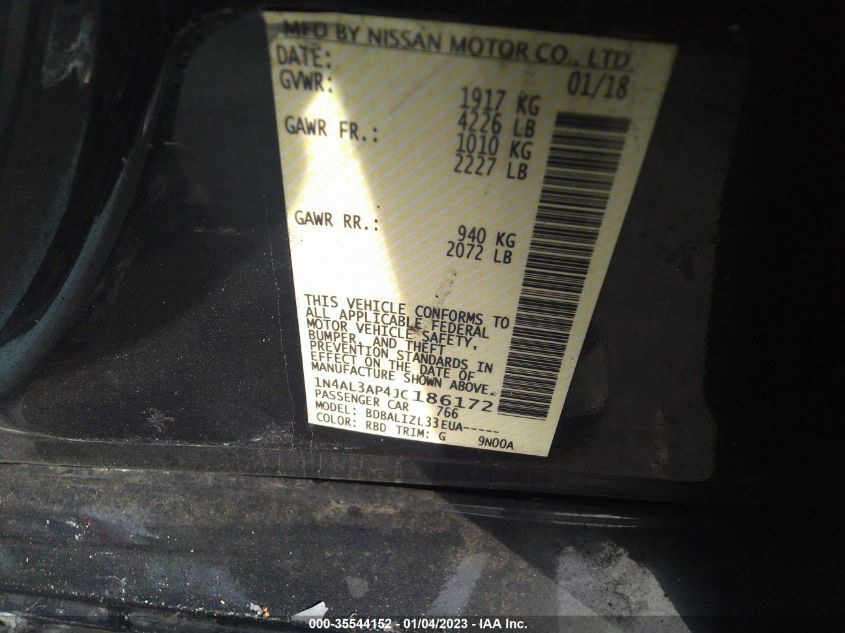 MFD BY NISSAN MOTOR CO., LTD.
DATE: 01/18
GVWR: 1917 KG
4226 LB
GAWR FR.: 1010 KG
2227 LB
GAWR RR.: 940 KG
2072 LB
THIS VEHICLE CONFORMS TO
ALL APPLICABLE FEDERAL
MOTOR VEHICLE SAFETY,
BUMPER, AND THEFT
PREVENTION STANDARDS IN
EFFECT ON THE DATE OF
MANUFACTURE SHOWN ABOVE.
1N4AL3AP4JC186172
PASSENGER CAR 766
MODEL: BDBALIZL33EUA-----
COLOR: RBD TRIM: G 9N00A
000-35544152 - 01/04/2023 - IAA Inc.